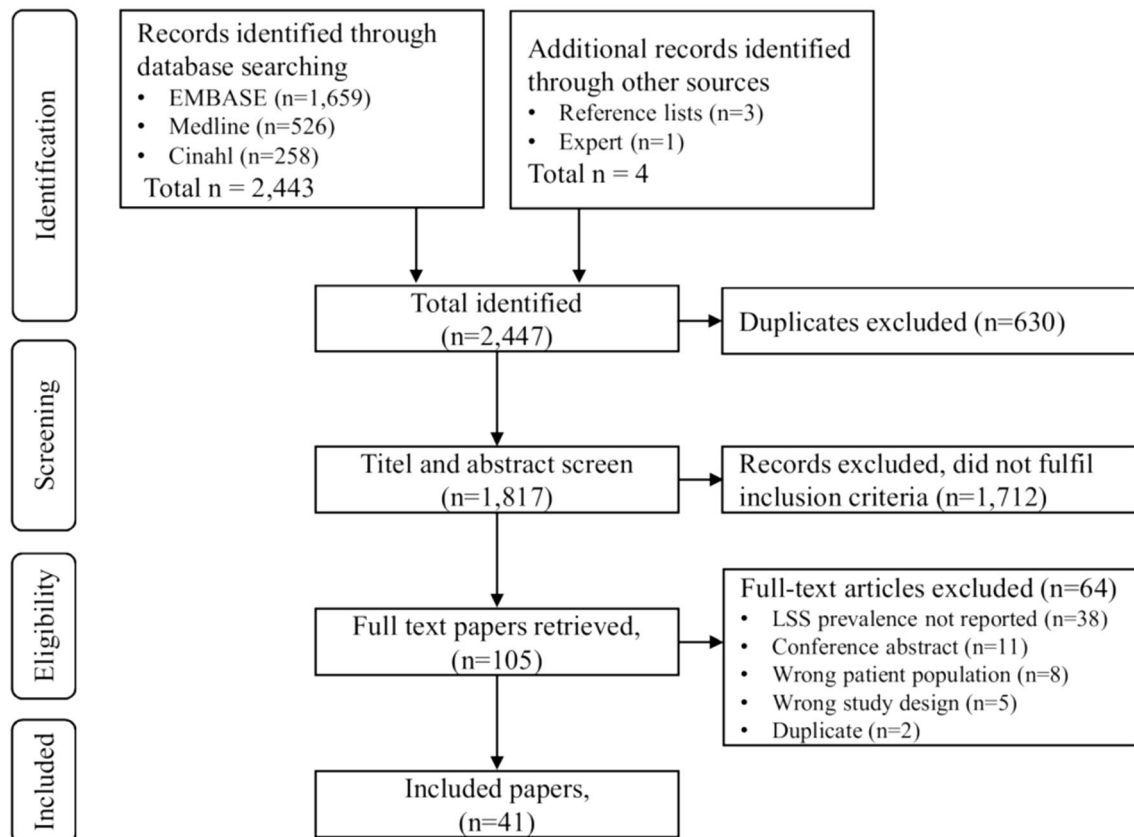 Identification
Records identified through
database searching
• EMBASE (n=1,659)
• Medline (n=526)
• Cinahl (n=258)
Total n = 2,443
Additional records identified
through other sources
• Reference lists (n=3)
• Expert (n=1)
Total n = 4
Total identified
(n=2,447)
Duplicates excluded (n=630)
Screening
Titel and abstract screen
(n=1,817)
Records excluded, did not fulfil
inclusion criteria (n=1,712)
Eligibility
Full text papers retrieved,
(n=105)
Full-text articles excluded (n=64)
• LSS prevalence not reported (n=38)
• Conference abstract (n=11)
• Wrong patient population (n=8)
• Wrong study design (n=5)
• Duplicate (n=2)
Included
Included papers,
(n=41)